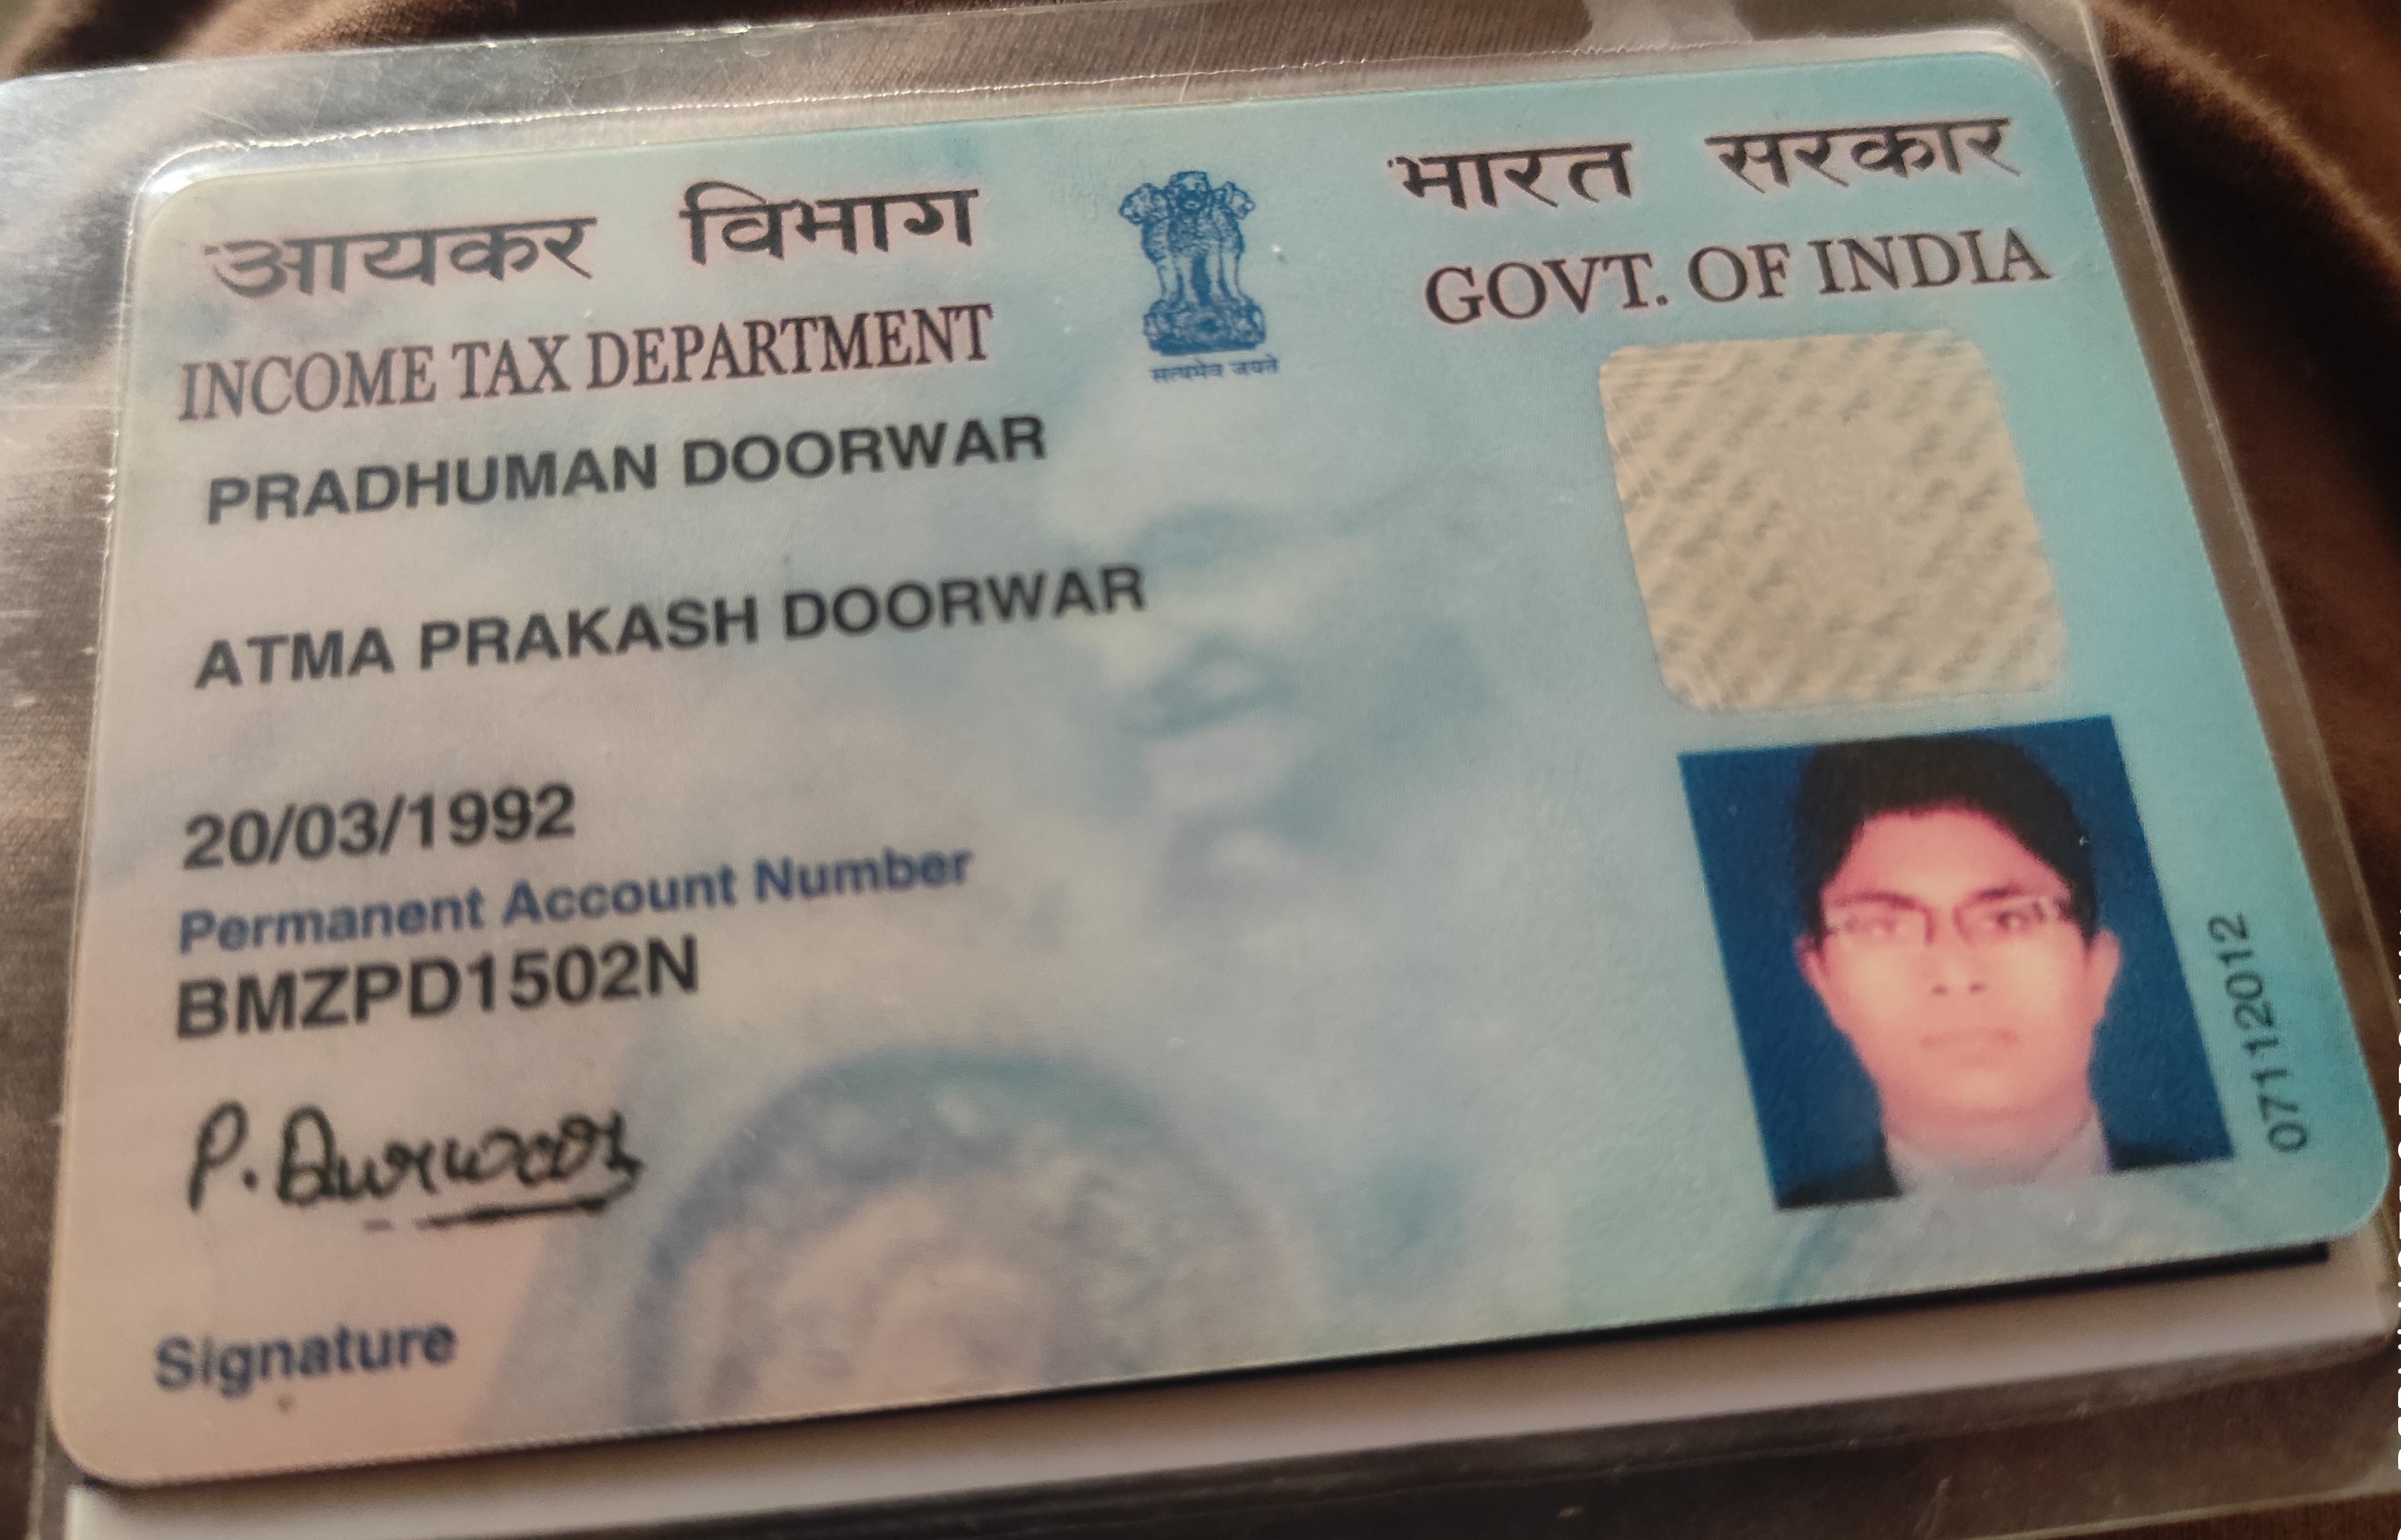 आयकर विभाग
INCOME TAX DEPARTMENT
सत्यमेव जयते
भारत सरकार
GOVT. OF INDIA
PRADHUMAN DOORWAR
ATMA PRAKASH DOORWAR
20/03/1992
Permanent Account Number
BMZPD1502N
P. Durwar
Signature
07112012